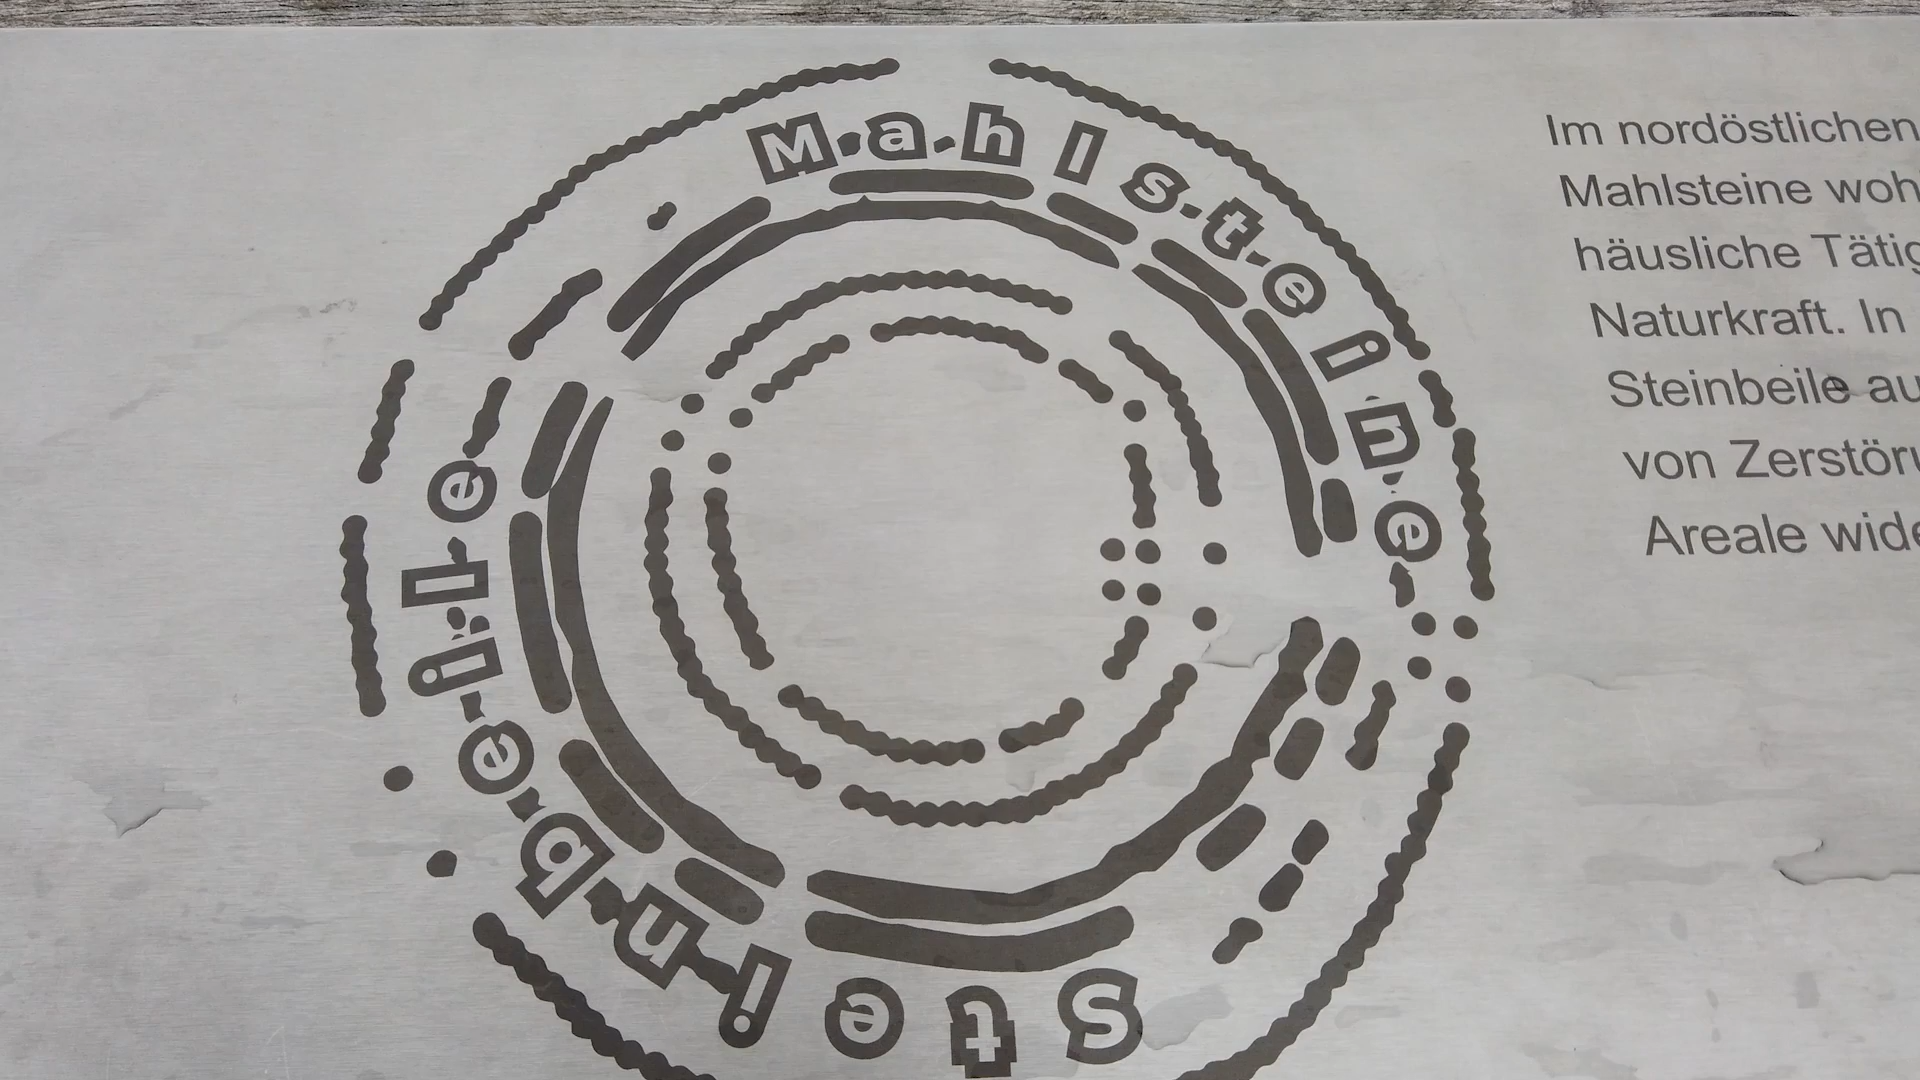 Mahlsteine
Steinbeile
Im nordöstlichen
Mahlsteine woh
häusliche Tätig
Naturkraft. In
Steinbeile au
von Zerstöru
Areale wide